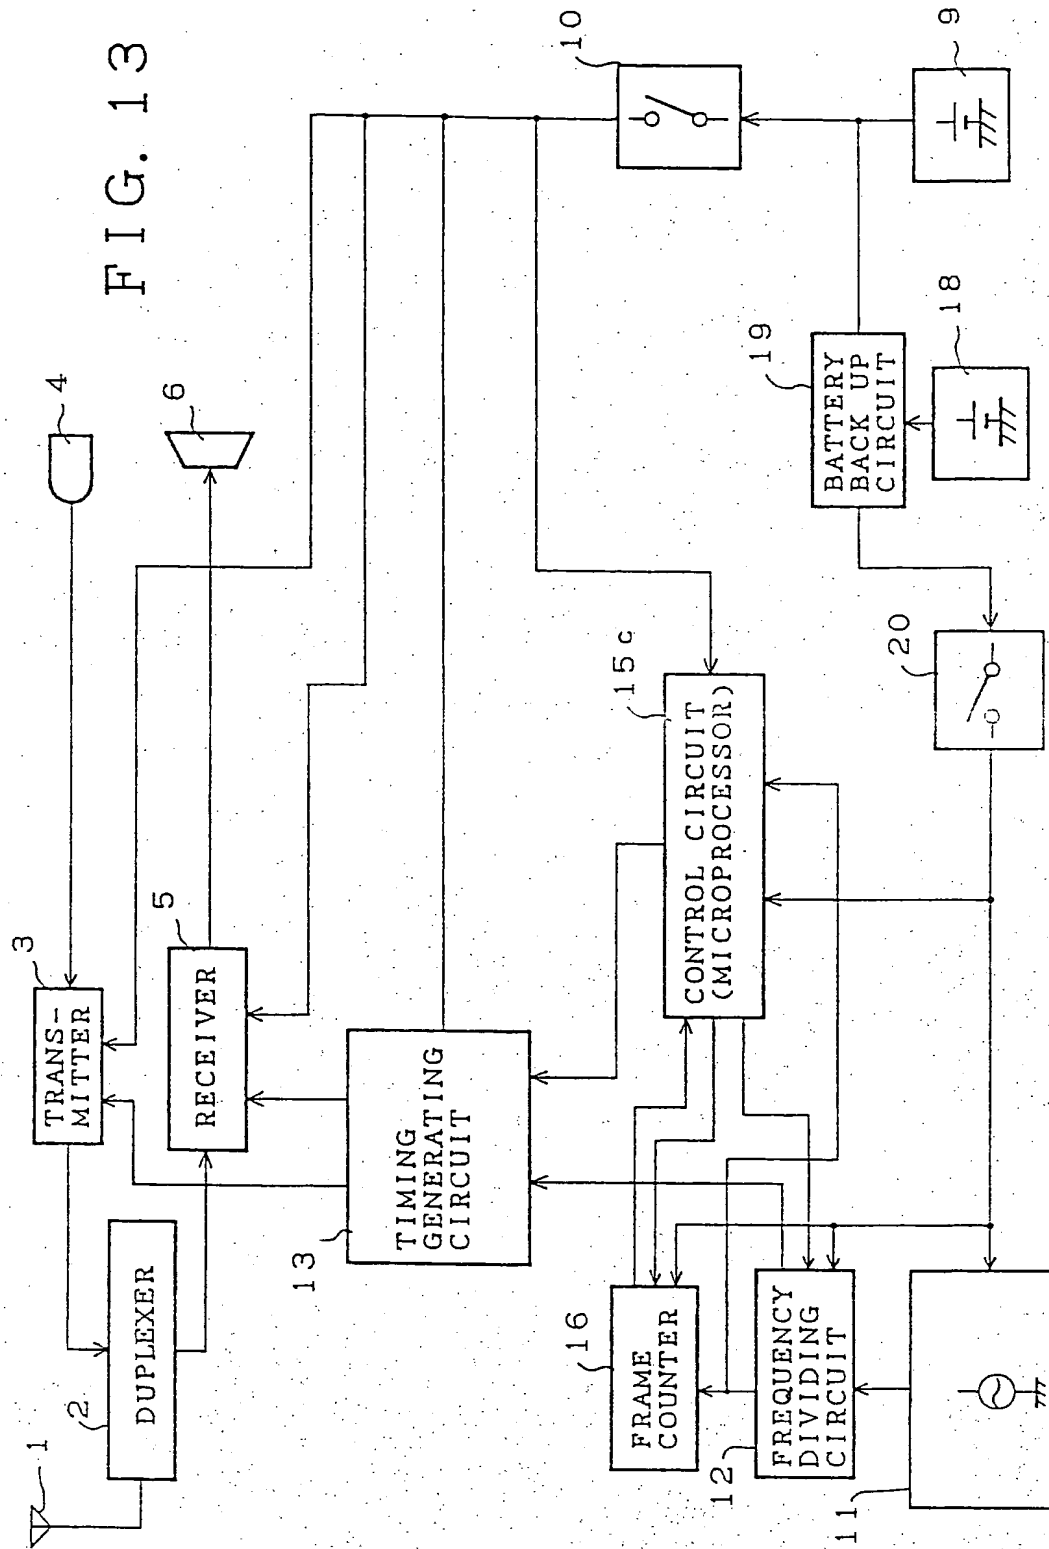 FIG. 13
1
2
DUPLEXER
3
TRANS-
MITTER
4
5
RECEIVER
6
13
TIMING
GENERATING
CIRCUIT
10
9
16
FRAME
COUNTER
15c
CONTROL CIRCUIT
(MICROPROCESSOR)
19
BATTERY
BACK UP
CIRCUIT
18
12
FREQUENCY
DIVIDING
CIRCUIT
20
11